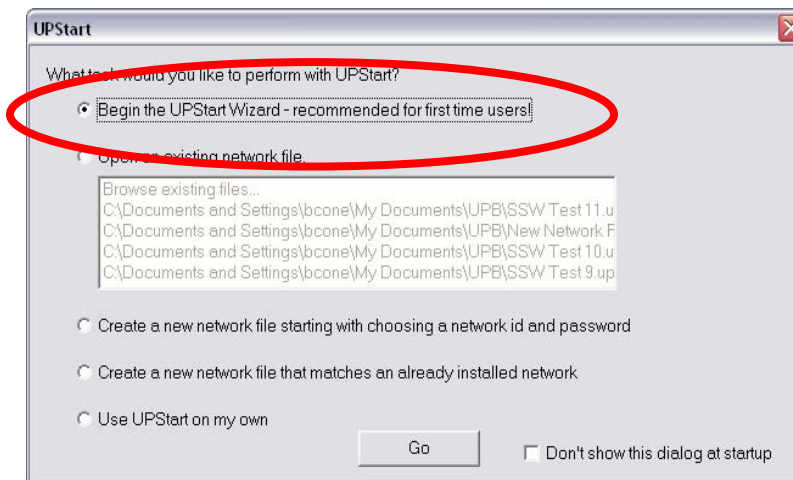 UPStart
What task would you like to perform with UPStart?
Begin the UPStart Wizard - recommended for first time users!
Open an existing network file.
Browse existing files...
C:\Documents and Settings\bcone\My Documents\UPB\SSW Test 11.u
C:\Documents and Settings\bcone\My Documents\UPB\New Network F
C:\Documents and Settings\bcone\My Documents\UPB\SSW Test 10.u
C:\Documents and Settings\bcone\My Documents\UPB\SSW Test 9.up
Create a new network file starting with choosing a network id and password
Create a new network file that matches an already installed network
Use UPStart on my own
Go
Don't show this dialog at startup